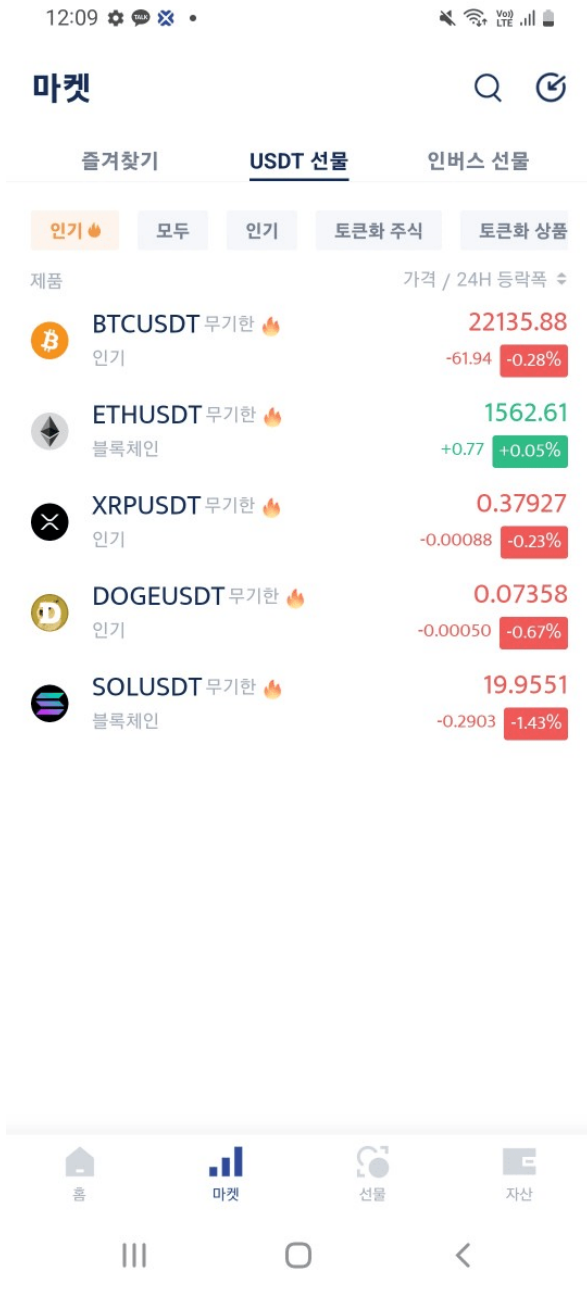 12:09
마켓
즐겨찾기 USDT 선물 인버스 선물
인기 모두 인기 토큰화 주식 토큰화 상품
제품 가격 / 24H 등락폭
BTCUSDT 무기한 22135.88
인기 -61.94 -0.28%
ETHUSDT 무기한 1562.61
블록체인 +0.77 +0.05%
XRPUSDT 무기한 0.37927
인기 -0.00088 -0.23%
DOGEUSDT 무기한 0.07358
인기 -0.00050 -0.67%
SOLUSDT 무기한 19.9551
블록체인 -0.2903 -1.43%
홈 마켓 선물 자산